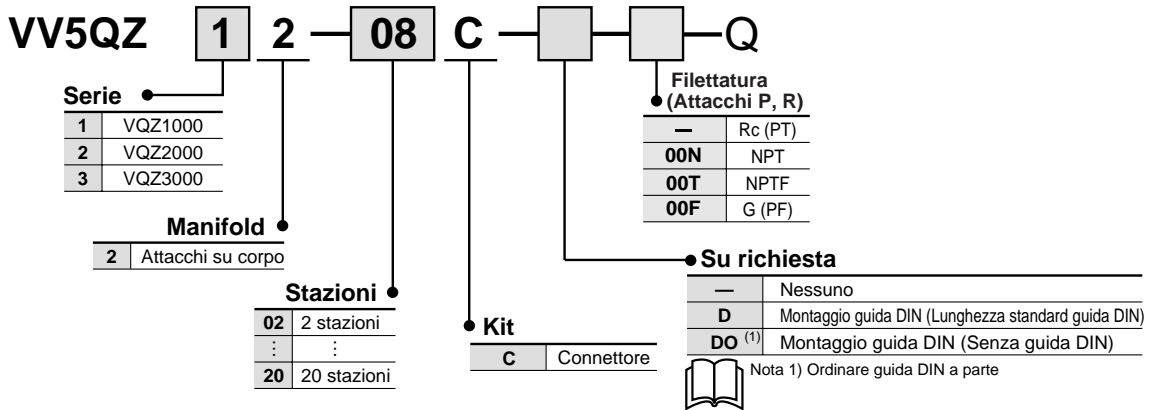 VV5QZ 1 2 — 08 C — — Q
Serie
1 VQZ1000
2 VQZ2000
3 VQZ3000
Manifold
2 Attacchi su corpo
Stazioni
02 2 stazioni
⋮ ⋮
20 20 stazioni
Kit
C Connettore
Filettatura
(Attacchi P, R)
— Rc (PT)
00N NPT
00T NPTF
00F G (PF)
Su richiesta
— Nessuno
D Montaggio guida DIN (Lunghezza standard guida DIN)
DO (1) Montaggio guida DIN (Senza guida DIN)
Nota 1) Ordinare guida DIN a parte